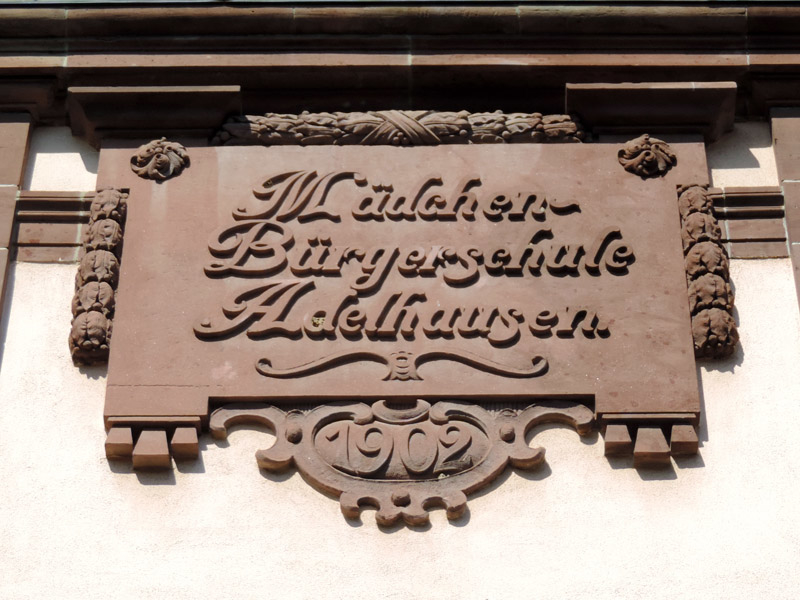 Mädchen-
Bürgerschule
Adelhausen.
1902